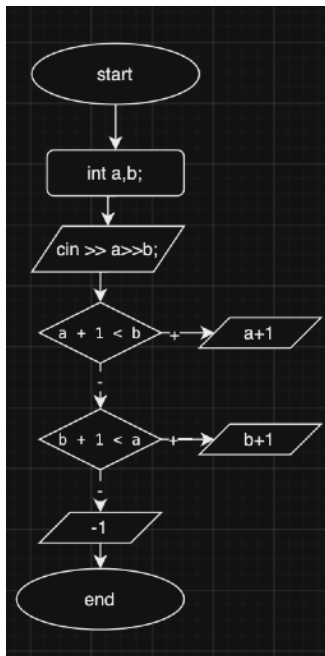 start
int a,b;
cin >> a>>b;
a + 1 < b
+
a+1
-
b + 1 < a
+
b+1
-
-1
end